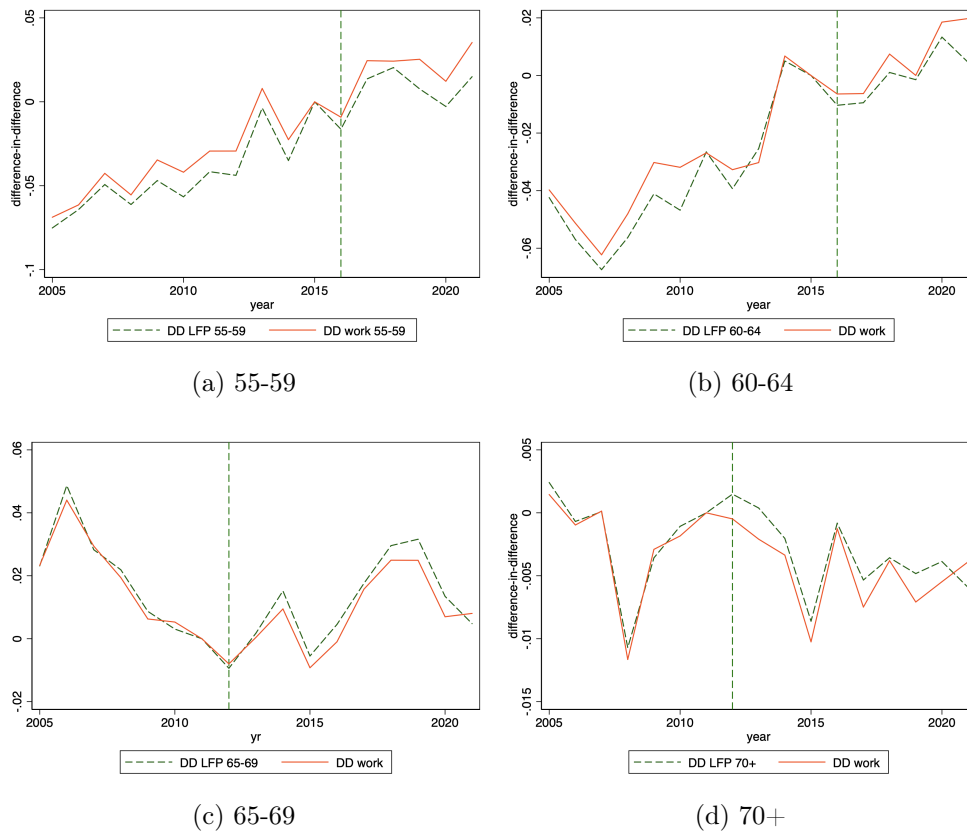 .05
0
-.05
-.1
difference-in-difference
2005 2010 2015 2020
year
DD LFP 55-59 DD work 55-59
(a) 55-59
.02
0
-.02
-.04
-.06
difference-in-difference
2005 2010 2015 2020
year
DD LFP 60-64 DD work
(b) 60-64
.06
.04
.02
0
-.02
2005 2010 2015 2020
yr
DD LFP 65-69 DD work
(c) 65-69
.005
0
-.005
-.01
-.015
difference-in-difference
2005 2010 2015 2020
year
DD LFP 70+ DD work
(d) 70+